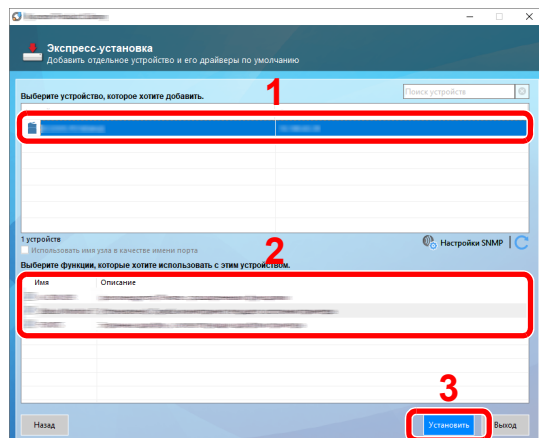 Экспресс-установка
Добавить отдельное устройство и его драйверы по умолчанию
1
Выберите устройство, которое хотите добавить.
Поиск устройств
1 устройств
Настройки SNMP
Использовать имя узла в качестве имени порта
2
Выберите функции, которые хотите использовать с этим устройством.
Имя Описание
3
Назад Установить Выход